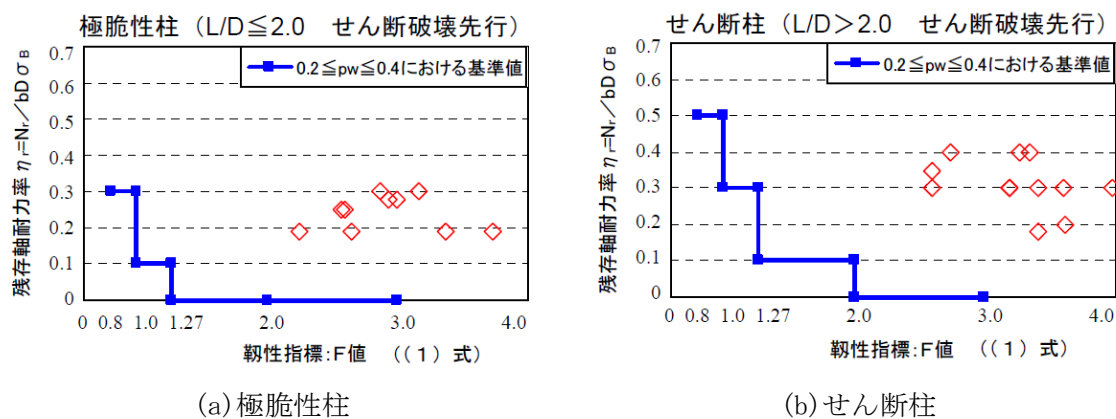 極脆性柱（L/D≦2.0　せん断破壊先行）
0.2≦pw≦0.4における基準値
残存軸耐力率 ηr=Nr／bDσB
0.7
0.6
0.5
0.4
0.3
0.2
0.1
0
0 0.8 1.0 1.27 2.0 3.0 4.0
靱性指標：F値　（（1）式）
(a)極脆性柱
せん断柱（L/D＞2.0　せん断破壊先行）
0.2≦pw≦0.4における基準値
残存軸耐力率 ηr=Nr／bDσB
0.7
0.6
0.5
0.4
0.3
0.2
0.1
0
0 0.8 1.0 1.27 2.0 3.0 4.0
靱性指標：F値　（（1）式）
(b)せん断柱